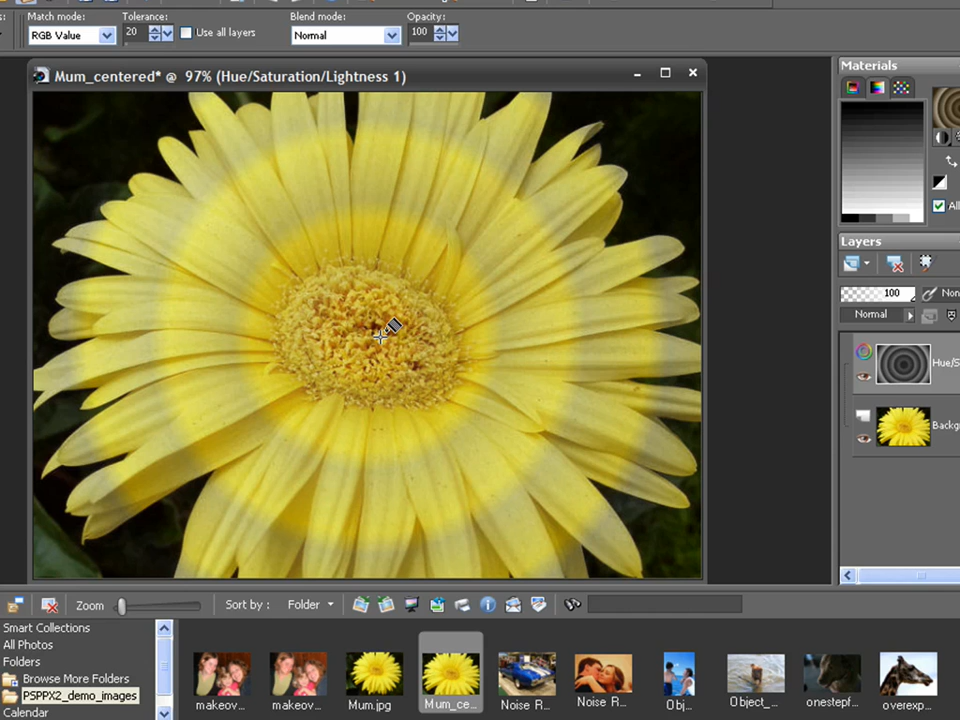 Match mode:
Tolerance:
Blend mode:
Opacity:
RGB Value
20
Use all layers
Normal
100
Mum_centered* @ 97% (Hue/Saturation/Lightness 1)
Materials
All
Layers
100
Non
Normal
Hue/S
Backg
Zoom
Sort by :
Folder
Smart Collections
All Photos
Folders
Browse More Folders
PSPPX2_demo_images
Calendar
makeov...
makeov...
Mum.jpg
Mum_ce...
Noise R...
Noise R...
Obj...
Object_...
onestepf...
overexp...